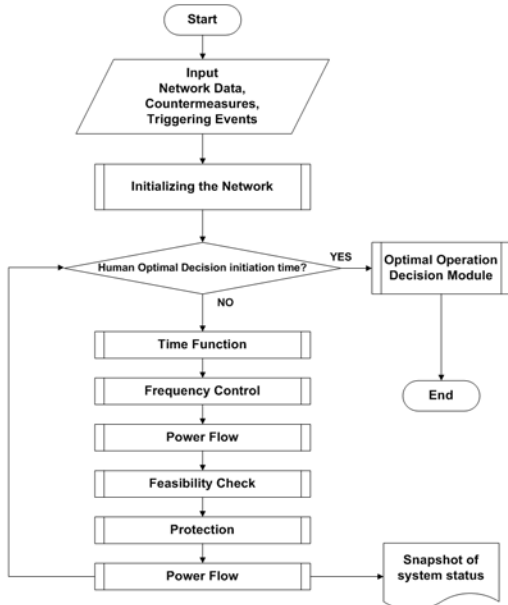 Start
Input
Network Data,
Countermeasures,
Triggering Events
Initializing the Network
Human Optimal Decision initiation time?
YES
Optimal Operation
Decision Module
NO
Time Function
End
Frequency Control
Power Flow
Feasibility Check
Protection
Power Flow
Snapshot of
system status